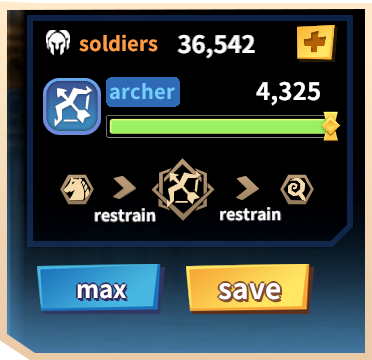 soldiers 36,542
archer 4,325
restrain restrain
max save